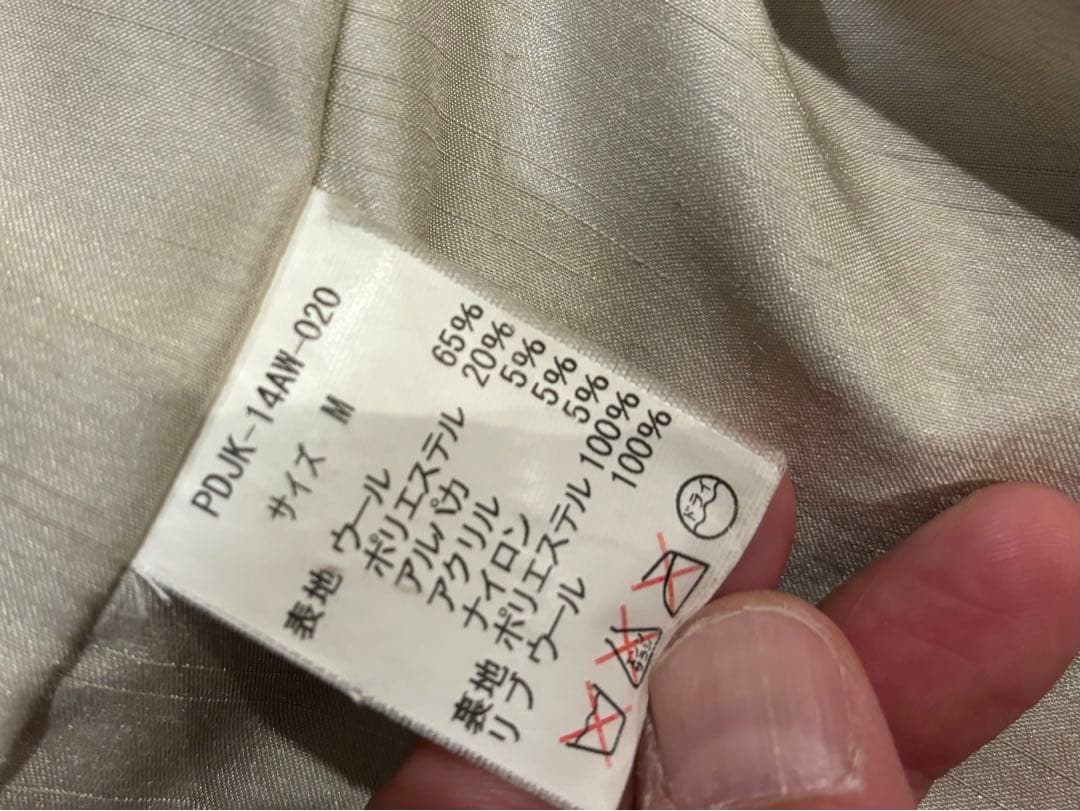 PDJK-14AW-020
サイズ M
表地 ウール 65%
ポリエステル 20%
アルパカ 5%
アクリル 5%
ナイロン 5%
裏地 ポリエステル 100%
リブ ウール 100%
ドライ